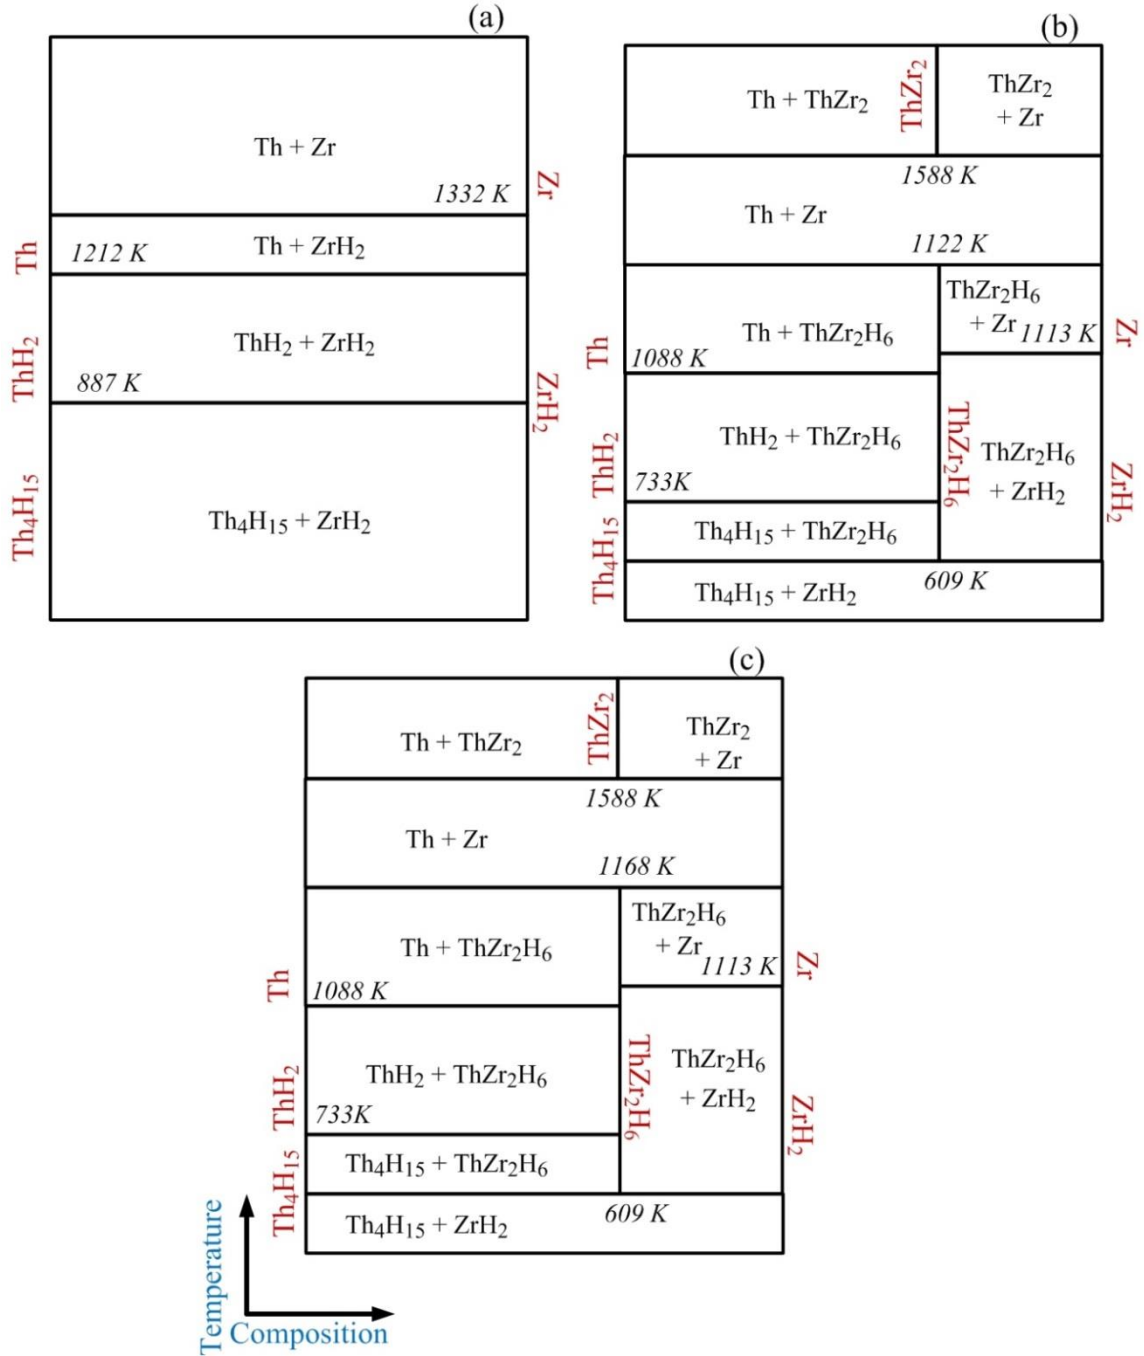 (a)
Th + Zr
1332 K
Zr
Th
1212 K
Th + ZrH₂
ThH₂
ThH₂ + ZrH₂
887 K
ZrH₂
Th₄H₁₅
Th₄H₁₅ + ZrH₂
(b)
Th + ThZr₂
ThZr₂
ThZr₂
+ Zr
1588 K
Th + Zr
1122 K
ThZr₂H₆
+ Zr
1113 K
Zr
Th
Th + ThZr₂H₆
1088 K
ThH₂
ThH₂ + ThZr₂H₆
733K
ThZr₂H₆
ThZr₂H₆
+ ZrH₂
ZrH₂
Th₄H₁₅
Th₄H₁₅ + ThZr₂H₆
609 K
Th₄H₁₅ + ZrH₂
(c)
Th + ThZr₂
ThZr₂
ThZr₂
+ Zr
1588 K
Th + Zr
1168 K
ThZr₂H₆
+ Zr
1113 K
Zr
Th
Th + ThZr₂H₆
1088 K
ThH₂
ThH₂ + ThZr₂H₆
733K
ThZr₂H₆
ThZr₂H₆
+ ZrH₂
ZrH₂
Th₄H₁₅
Th₄H₁₅ + ThZr₂H₆
609 K
Th₄H₁₅ + ZrH₂
Temperature
Composition